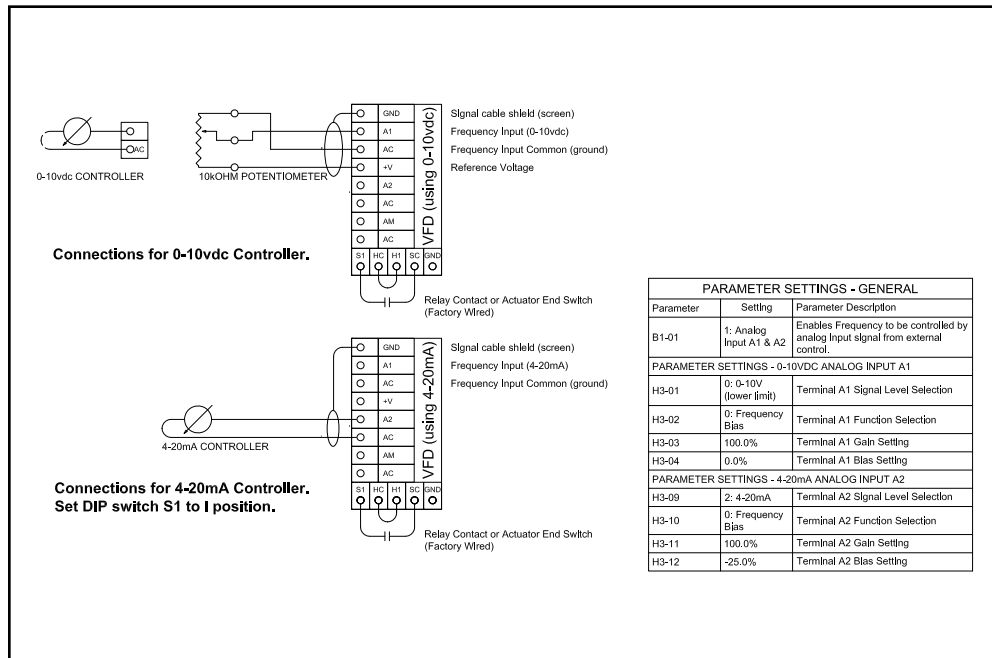 GND
A1
AC
+V
A2
AC
AM
AC
VFD (using 0-10vdc)
S1 HC H1 SC GND
Signal cable shield (screen)
Frequency Input (0-10vdc)
Frequency Input Common (ground)
Reference Voltage
AC
0-10vdc CONTROLLER
10kOHM POTENTIOMETER
Connections for 0-10vdc Controller.
Relay Contact or Actuator End Switch
(Factory Wired)
GND
A1
AC
+V
A2
AC
AM
AC
VFD (using 4-20mA)
S1 HC H1 SC GND
Signal cable shield (screen)
Frequency Input (4-20mA)
Frequency Input Common (ground)
4-20mA CONTROLLER
Connections for 4-20mA Controller.
Set DIP switch S1 to I position.
Relay Contact or Actuator End Switch
(Factory Wired)
PARAMETER SETTINGS - GENERAL
Parameter Setting Parameter Description
B1-01 1: Analog Input A1 & A2 Enables Frequency to be controlled by analog input signal from external control.
PARAMETER SETTINGS - 0-10VDC ANALOG INPUT A1
H3-01 0: 0-10V (lower limit) Terminal A1 Signal Level Selection
H3-02 0: Frequency Bias Terminal A1 Function Selection
H3-03 100.0% Terminal A1 Gain Setting
H3-04 0.0% Terminal A1 Bias Setting
PARAMETER SETTINGS - 4-20mA ANALOG INPUT A2
H3-09 2: 4-20mA Terminal A2 Signal Level Selection
H3-10 0: Frequency Bias Terminal A2 Function Selection
H3-11 100.0% Terminal A2 Gain Setting
H3-12 -25.0% Terminal A2 Bias Setting